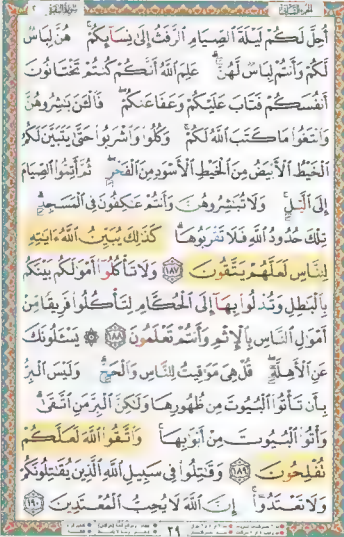 أُحِلَّ لَكُمْ لَيْلَةَ ٱلصِّيَامِ ٱلرَّفَثُ إِلَىٰ نِسَآئِكُمْ ۚ هُنَّ لِبَاسٌ
لَّكُمْ وَأَنتُمْ لِبَاسٌ لَّهُنَّ ۗ عَلِمَ ٱللَّهُ أَنَّكُمْ كُنتُمْ تَخْتَانُونَ
أَنفُسَكُمْ فَتَابَ عَلَيْكُمْ وَعَفَا عَنكُمْ ۖ فَٱلْـَٔـٰنَ بَـٰشِرُوهُنَّ
وَٱبْتَغُوا۟ مَا كَتَبَ ٱللَّهُ لَكُمْ ۚ وَكُلُوا۟ وَٱشْرَبُوا۟ حَتَّىٰ يَتَبَيَّنَ لَكُمُ
ٱلْخَيْطُ ٱلْأَبْيَضُ مِنَ ٱلْخَيْطِ ٱلْأَسْوَدِ مِنَ ٱلْفَجْرِ ۖ ثُمَّ أَتِمُّوا۟ ٱلصِّيَامَ
إِلَى ٱلَّيْلِ ۚ وَلَا تُبَـٰشِرُوهُنَّ وَأَنتُمْ عَـٰكِفُونَ فِى ٱلْمَسَـٰجِدِ ۗ
تِلْكَ حُدُودُ ٱللَّهِ فَلَا تَقْرَبُوهَا ۗ كَذَٰلِكَ يُبَيِّنُ ٱللَّهُ ءَايَـٰتِهِۦ
لِلنَّاسِ لَعَلَّهُمْ يَتَّقُونَ ١٨٧ وَلَا تَأْكُلُوٓا۟ أَمْوَٰلَكُم بَيْنَكُم
بِٱلْبَـٰطِلِ وَتُدْلُوا۟ بِهَآ إِلَى ٱلْحُكَّامِ لِتَأْكُلُوا۟ فَرِيقًا مِّنْ
أَمْوَٰلِ ٱلنَّاسِ بِٱلْإِثْمِ وَأَنتُمْ تَعْلَمُونَ ١٨٨ ۞ يَسْـَٔلُونَكَ
عَنِ ٱلْأَهِلَّةِ ۖ قُلْ هِىَ مَوَٰقِيتُ لِلنَّاسِ وَٱلْحَجِّ ۗ وَلَيْسَ ٱلْبِرُّ
بِأَن تَأْتُوا۟ ٱلْبُيُوتَ مِن ظُهُورِهَا وَلَـٰكِنَّ ٱلْبِرَّ مَنِ ٱتَّقَىٰ ۗ
وَأْتُوا۟ ٱلْبُيُوتَ مِنْ أَبْوَٰبِهَا ۚ وَٱتَّقُوا۟ ٱللَّهَ لَعَلَّكُمْ
تُفْلِحُونَ ١٨٩ وَقَـٰتِلُوا۟ فِى سَبِيلِ ٱللَّهِ ٱلَّذِينَ يُقَـٰتِلُونَكُمْ
وَلَا تَعْتَدُوٓا۟ ۚ إِنَّ ٱللَّهَ لَا يُحِبُّ ٱلْمُعْتَدِينَ ١٩٠
٢٩